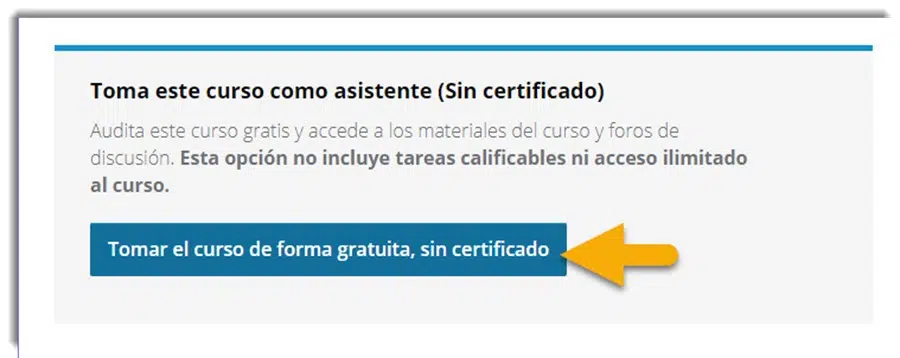 Toma este curso como asistente (Sin certificado)
Audita este curso gratis y accede a los materiales del curso y foros de
discusión. Esta opción no incluye tareas calificables ni acceso ilimitado
al curso.
Tomar el curso de forma gratuita, sin certificado